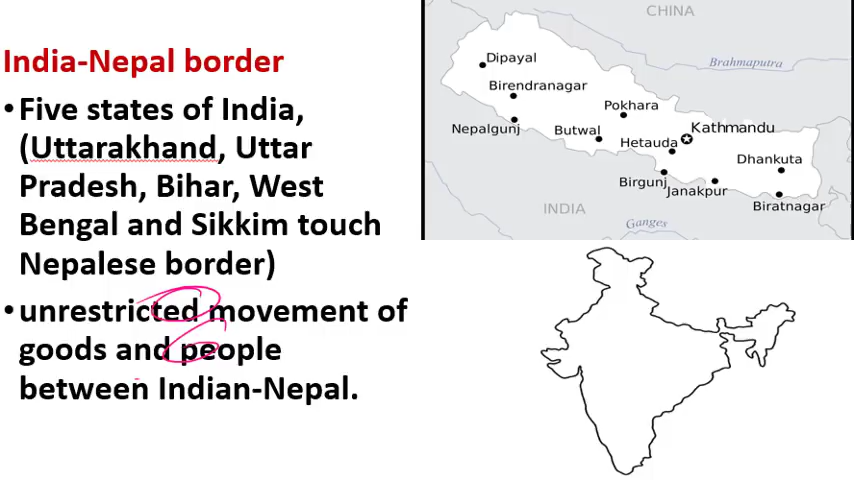 India-Nepal border
•Five states of India,
(Uttarakhand, Uttar
Pradesh, Bihar, West
Bengal and Sikkim touch
Nepalese border)
•unrestricted movement of
goods and people
between Indian-Nepal.
CHINA
Brahmaputra
Dipayal
Birendranagar
Pokhara
Nepalgunj
Butwal
Kathmandu
Hetauda
Dhankuta
Birgunj
Janakpur
Biratnagar
INDIA
Ganges